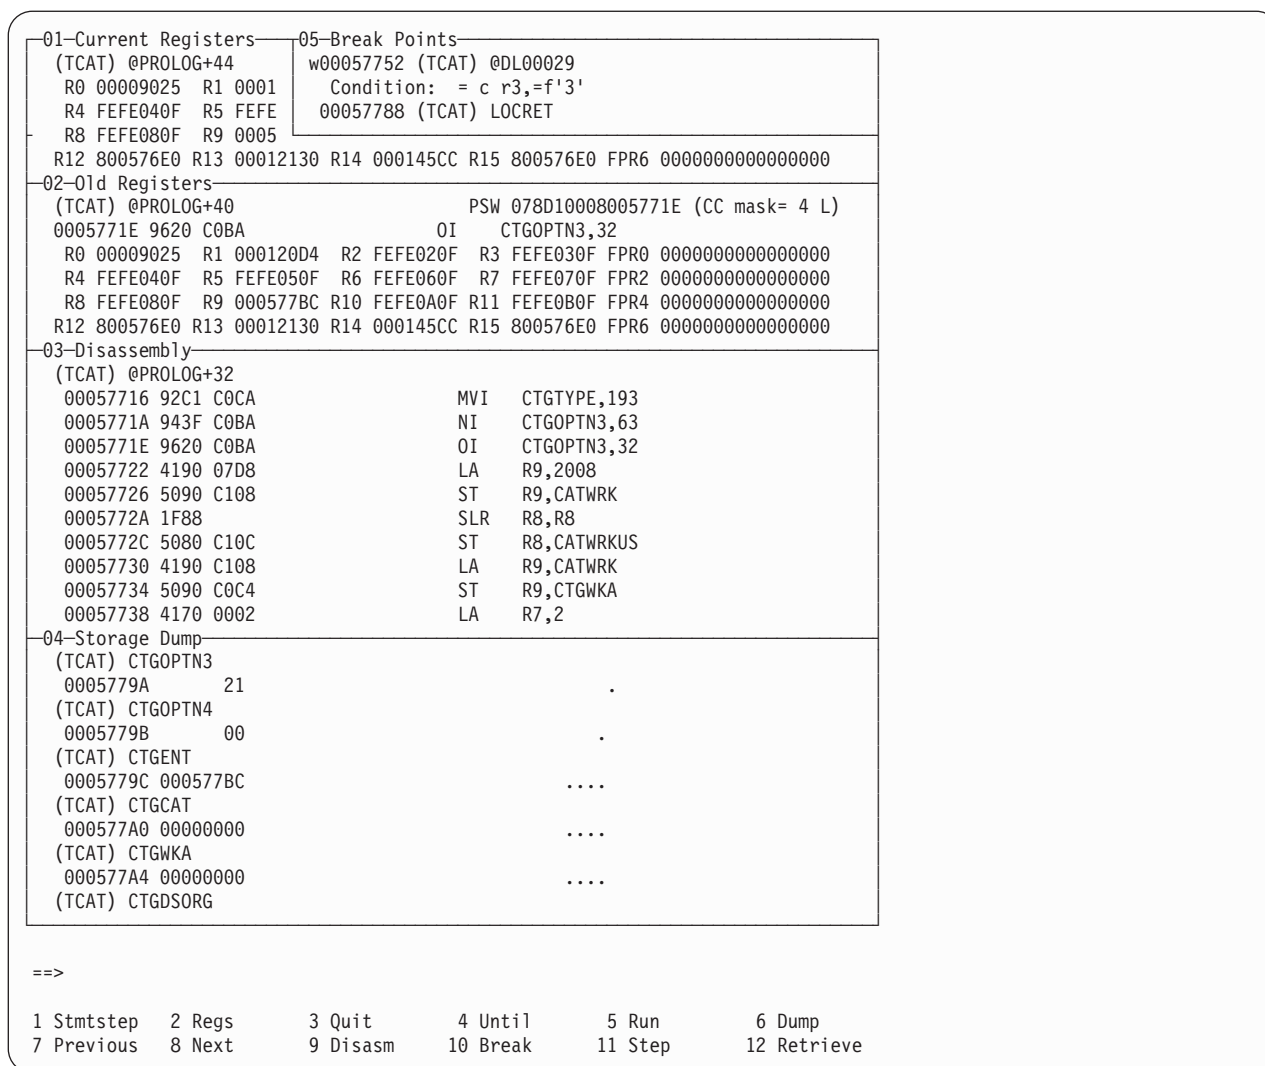 01—Current Registers 05—Break Points
(TCAT) @PROLOG+44 w00057752 (TCAT) @DL00029
R0 00009025 R1 0001 Condition: = c r3,=f'3'
R4 FEFE040F R5 FEFE 00057788 (TCAT) LOCRET
R8 FEFE080F R9 0005
R12 800576E0 R13 00012130 R14 000145CC R15 800576E0 FPR6 0000000000000000
02—Old Registers
(TCAT) @PROLOG+40 PSW 078D10008005771E (CC mask= 4 L)
0005771E 9620 C0BA OI CTGOPTN3,32
R0 00009025 R1 000120D4 R2 FEFE020F R3 FEFE030F FPR0 0000000000000000
R4 FEFE040F R5 FEFE050F R6 FEFE060F R7 FEFE070F FPR2 0000000000000000
R8 FEFE080F R9 000577BC R10 FEFE0A0F R11 FEFE0B0F FPR4 0000000000000000
R12 800576E0 R13 00012130 R14 000145CC R15 800576E0 FPR6 0000000000000000
03—Disassembly
(TCAT) @PROLOG+32
00057716 92C1 C0CA MVI CTGTYPE,193
0005771A 943F C0BA NI CTGOPTN3,63
0005771E 9620 C0BA OI CTGOPTN3,32
00057722 4190 07D8 LA R9,2008
00057726 5090 C108 ST R9,CATWRK
0005772A 1F88 SLR R8,R8
0005772C 5080 C10C ST R8,CATWRKUS
00057730 4190 C108 LA R9,CATWRK
00057734 5090 C0C4 ST R9,CTGWKA
00057738 4170 0002 LA R7,2
04—Storage Dump
(TCAT) CTGOPTN3
0005779A 21 .
(TCAT) CTGOPTN4
0005779B 00 .
(TCAT) CTGENT
0005779C 000577BC ....
(TCAT) CTGCAT
000577A0 00000000 ....
(TCAT) CTGWKA
000577A4 00000000 ....
(TCAT) CTGDSORG
==>
1 Stmtstep 2 Regs 3 Quit 4 Until 5 Run 6 Dump
7 Previous 8 Next 9 Disasm 10 Break 11 Step 12 Retrieve